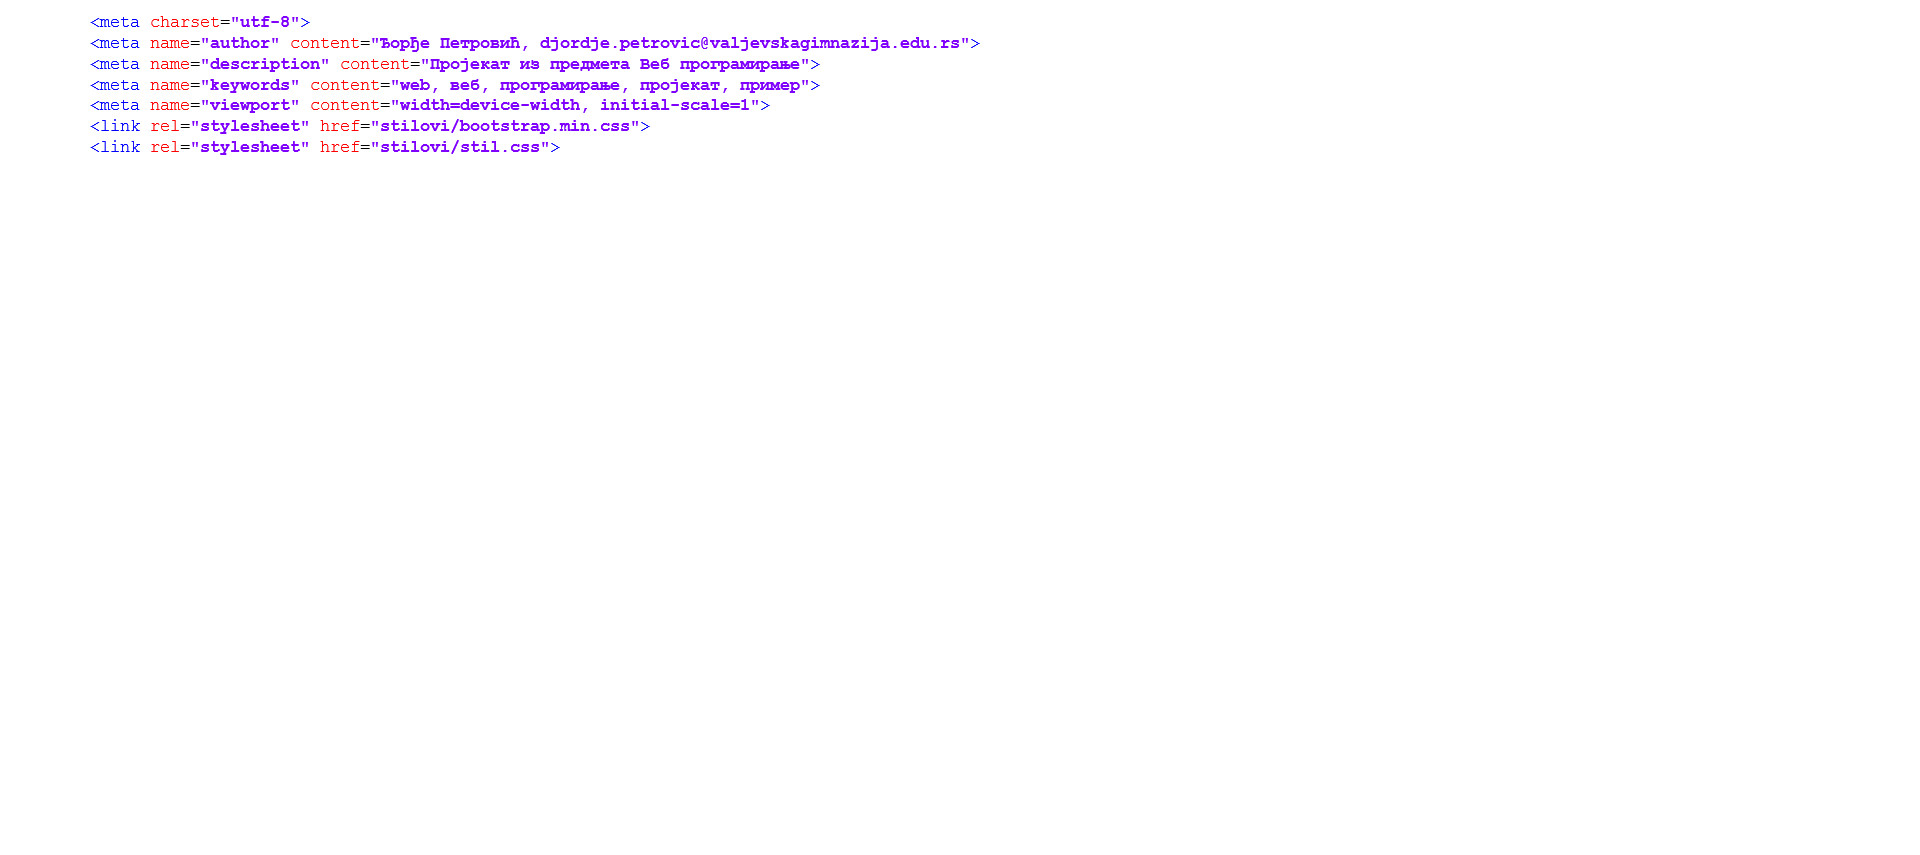 <meta charset="utf-8">
<meta name="author" content="Ђорђе Петровић, djordje.petrovic@valjevskagimnazija.edu.rs">
<meta name="description" content="Пројекат из предмета Веб програмирање">
<meta name="keywords" content="web, веб, програмирање, пројекат, пример">
<meta name="viewport" content="width=device-width, initial-scale=1">
<link rel="stylesheet" href="stilovi/bootstrap.min.css">
<link rel="stylesheet" href="stilovi/stil.css">